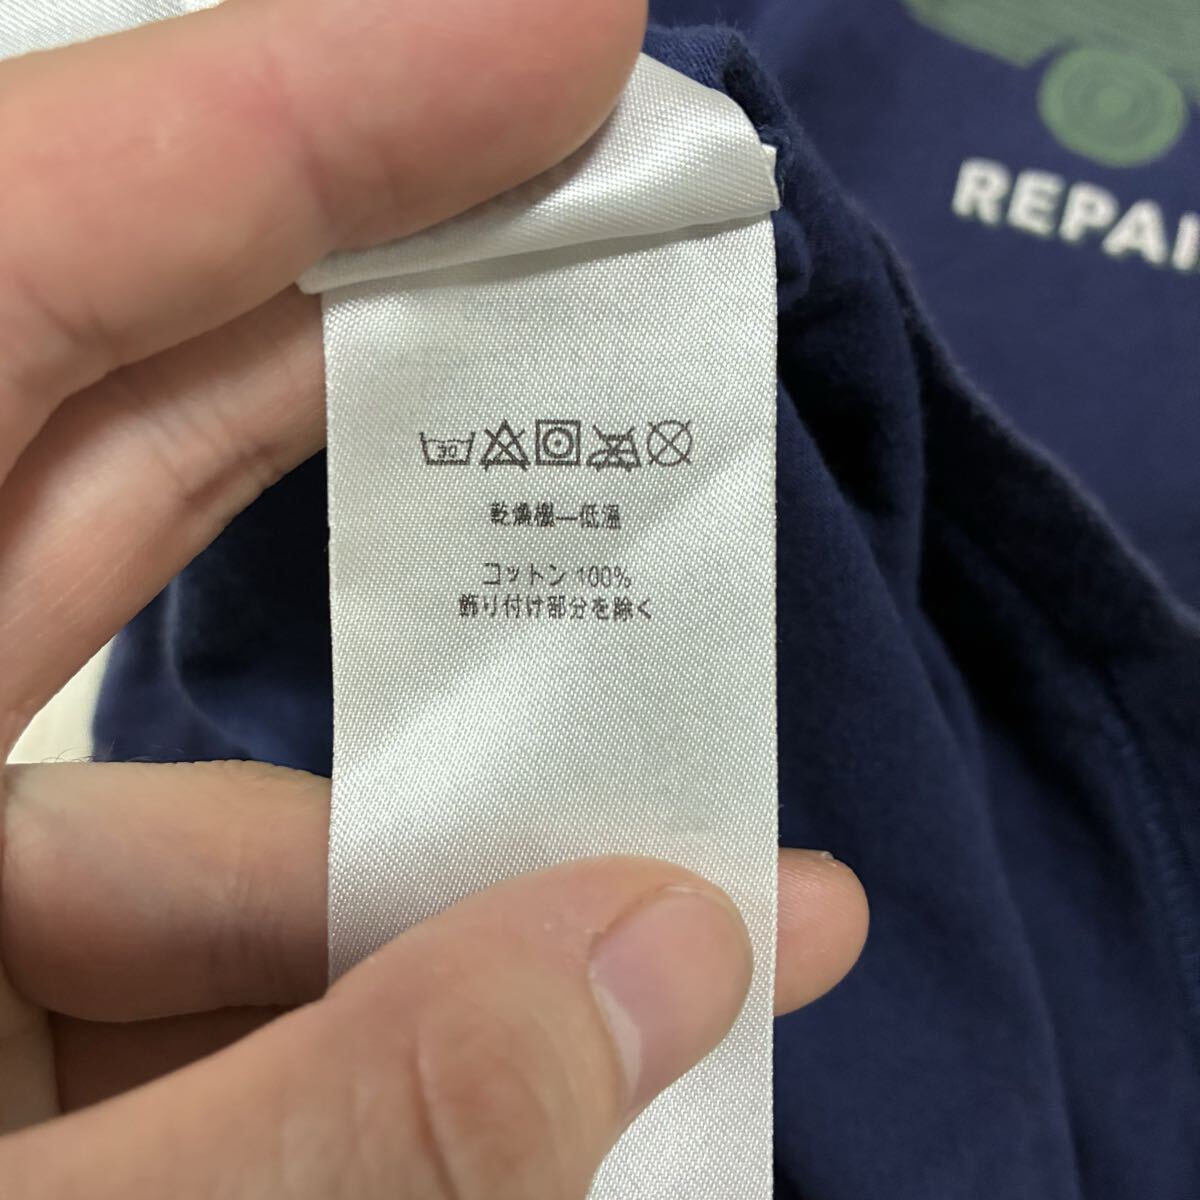 REPAI
30
乾燥機—低温
コットン 100%
飾り付け部分を除く